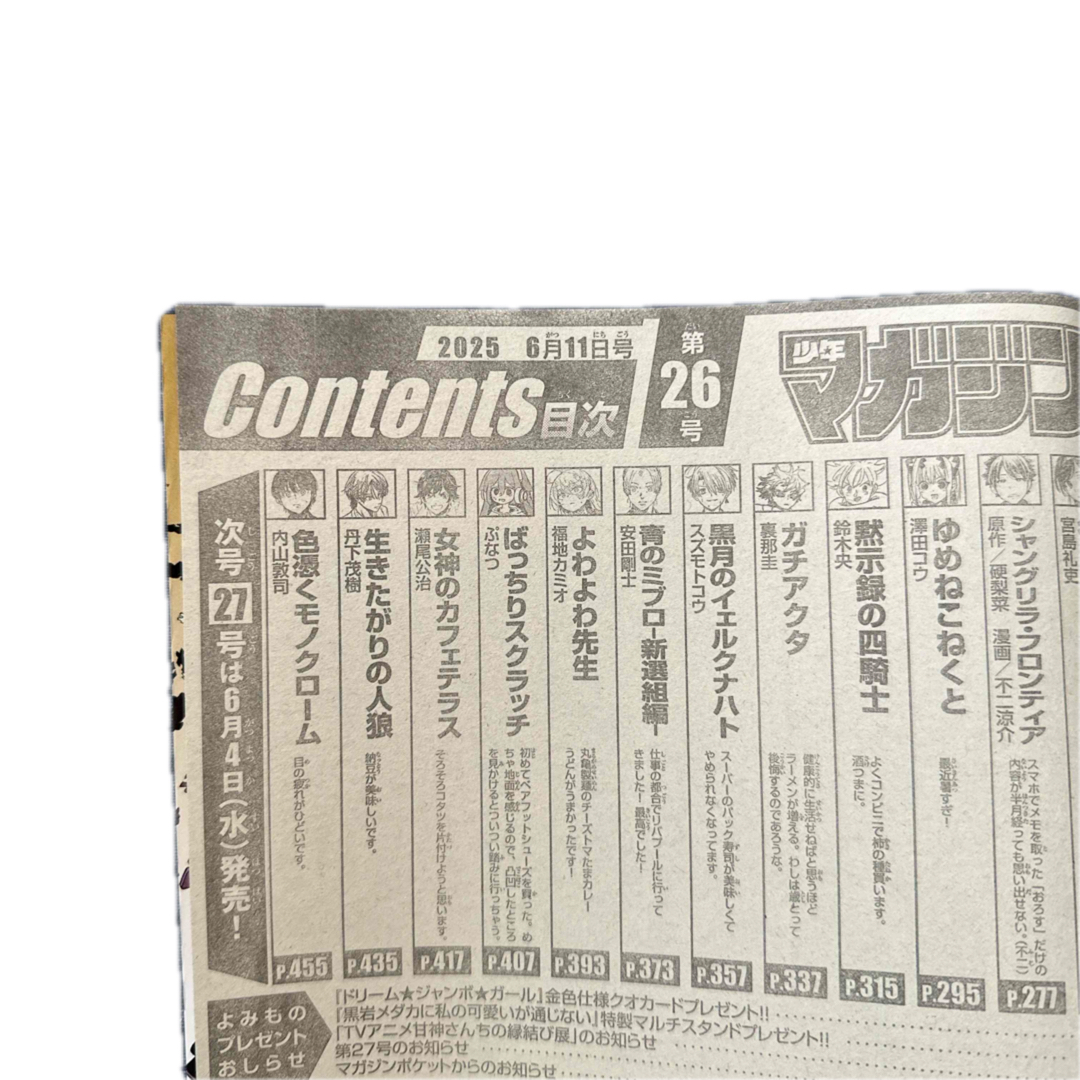 2025 6月11日号
Contents目次
第26号
少年マガジン
宮島礼吏
シャングリラ・フロンティア
原作/硬梨菜 漫画/不二涼介
スマホでメモを取った「おろす」だけの
内容が半月経っても思い出せない。(不二)
P.277
ゆめねこねくと
澤田コウ
最近暑すぎ!
P.295
黙示録の四騎士
鈴木央
よくコンビニで柿の種買います。
酒つまに。
P.315
ガチアクタ
裏那圭
健康的に生活せねばと思うほど
ラーメンが増える。わしは歳とって
後悔するのであろうな。
P.337
黒月のイェルクナハト
スズモトコウ
スーパーのパック寿司が美味しくて
やめられなくなってます。
P.357
青のミブロー新選組編ー
安田剛士
仕事の都合でリバプールに行って
きました!最高でした!
P.373
よわよわ先生
福地カミオ
丸亀製麺のチーズトマたまカレー
うどんがうまかったです!
P.393
ばっちりスクラッチ
ぷなつ
初めてベアフットシューズを買った。め
ちゃ地面を感じるので、凸凹したところ
を見かけるとついつい踏みに行っちゃう。
P.407
女神のカフェテラス
瀬尾公治
そろそろコタツを片付けようと思います。
P.417
生きたがりの人狼
丹下茂樹
納豆が美味しいです。
P.435
色憑くモノクローム
内山敦司
目の疲れがひどいです。
P.455
次号27号は6月4日(水)発売!
よみもの
プレゼント
おしらせ
『ドリーム★ジャンボ★ガール』金色仕様クオカードプレゼント!!
『黒岩メダカに私の可愛いが通じない』特製マルチスタンドプレゼント!!
「TVアニメ甘神さんちの縁結び展」のお知らせ
第27号のお知らせ
マガジンポケットからのお知らせ